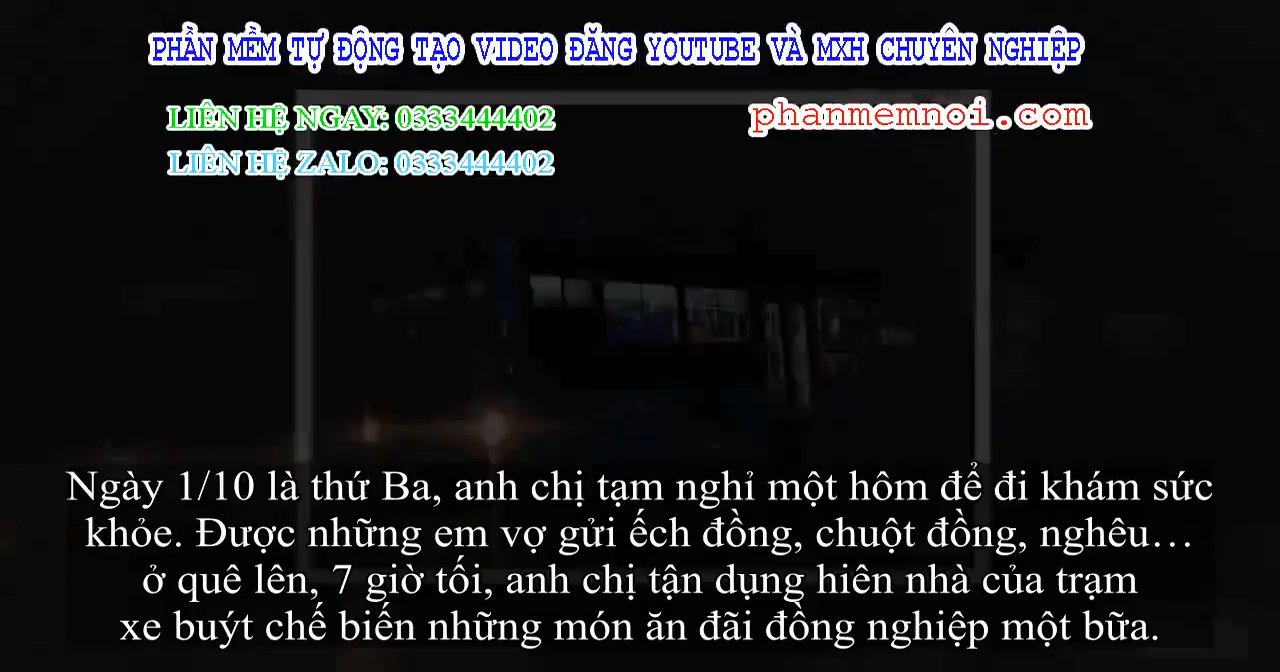 PHẦN MỀM TỰ ĐỘNG TẠO VIDEO ĐĂNG YOUTUBE VÀ MXH CHUYÊN NGHIỆP
LIÊN HỆ NGAY: 0333444402
phanmemnoi.com
LIÊN HỆ ZALO: 0333444402
Ngày 1/10 là thứ Ba, anh chị tạm nghỉ một hôm để đi khám sức
khỏe. Được những em vợ gửi ếch đồng, chuột đồng, nghêu…
ở quê lên, 7 giờ tối, anh chị tận dụng hiên nhà của trạm
xe buýt chế biến những món ăn đãi đồng nghiệp một bữa.